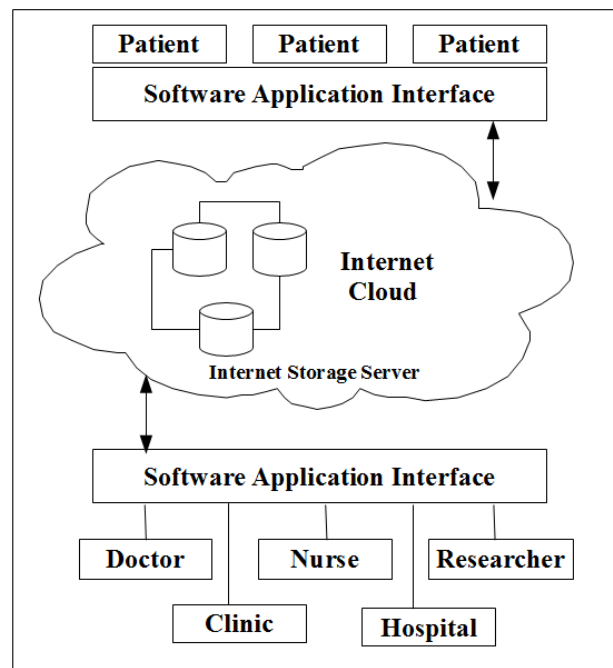 Patient Patient Patient
Software Application Interface
Internet
Cloud
Internet Storage Server
Software Application Interface
Doctor Nurse Researcher
Clinic Hospital